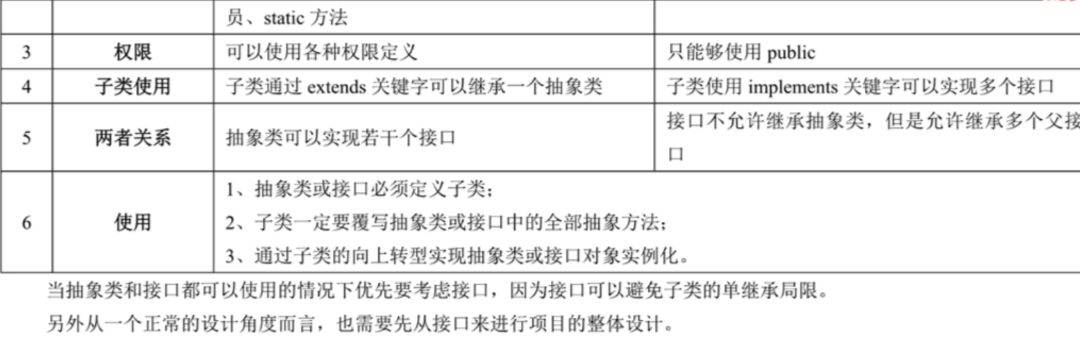 员、static 方法
3 权限 可以使用各种权限定义 只能够使用 public
4 子类使用 子类通过 extends 关键字可以继承一个抽象类 子类使用 implements 关键字可以实现多个接口
5 两者关系 抽象类可以实现若干个接口 接口不允许继承抽象类，但是允许继承多个父接
口
6 使用 1、抽象类或接口必须定义子类；
2、子类一定要覆写抽象类或接口中的全部抽象方法；
3、通过子类的向上转型实现抽象类或接口对象实例化。
当抽象类和接口都可以使用的情况下优先要考虑接口，因为接口可以避免子类的单继承局限。
另外从一个正常的设计角度而言，也需要先从接口来进行项目的整体设计。